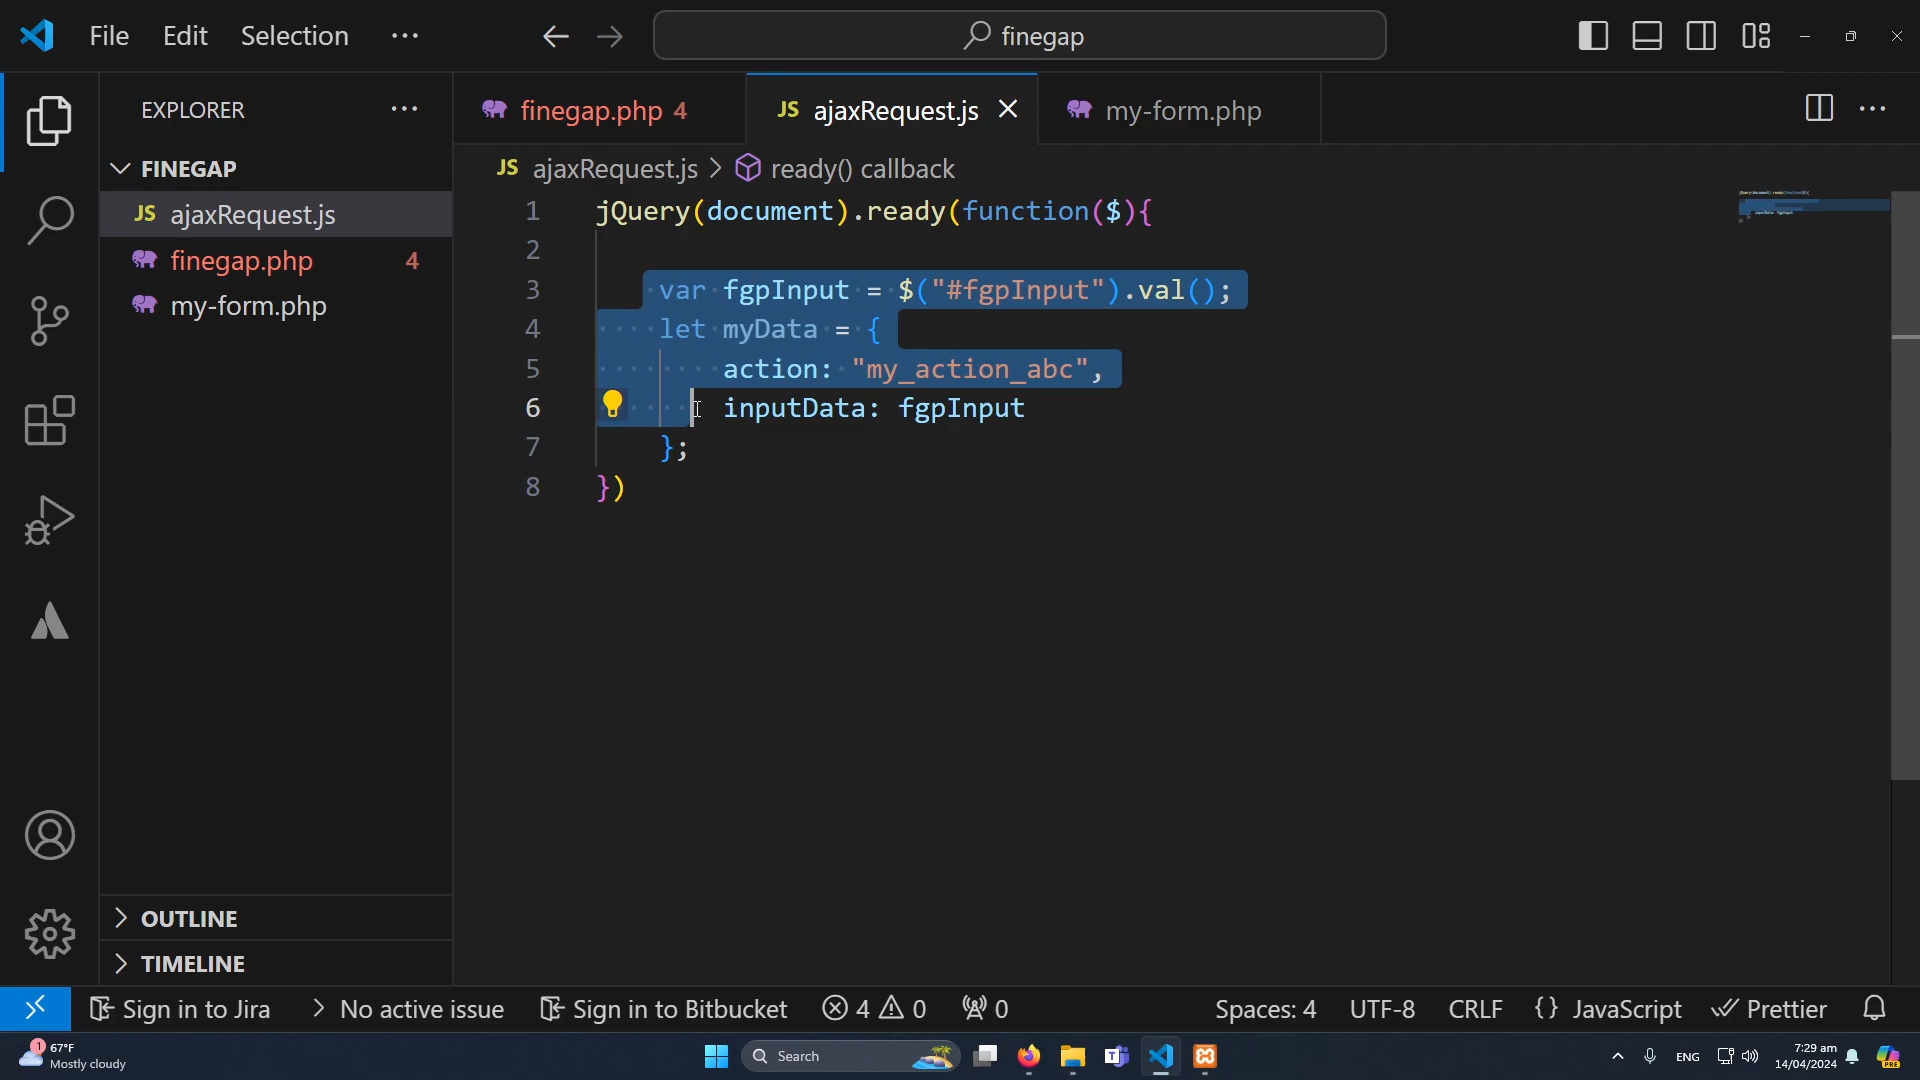 File Edit Selection ···
finegap
EXPLORER ···
finegap.php 4
JS ajaxRequest.js
my-form.php
FINEGAP
JS ajaxRequest.js
finegap.php 4
my-form.php
JS ajaxRequest.js > ready() callback
1 jQuery(document).ready(function($){
2
3 var fgpInput = $("#fgpInput").val();
4 let myData = {
5 action: "my_action_abc",
6 inputData: fgpInput
7 };
8 })
OUTLINE
TIMELINE
Sign in to Jira No active issue Sign in to Bitbucket 4 0 0 Spaces: 4 UTF-8 CRLF {} JavaScript Prettier
1 67°F
Mostly cloudy
Search
ENG
7:29 am
14/04/2024
PRE